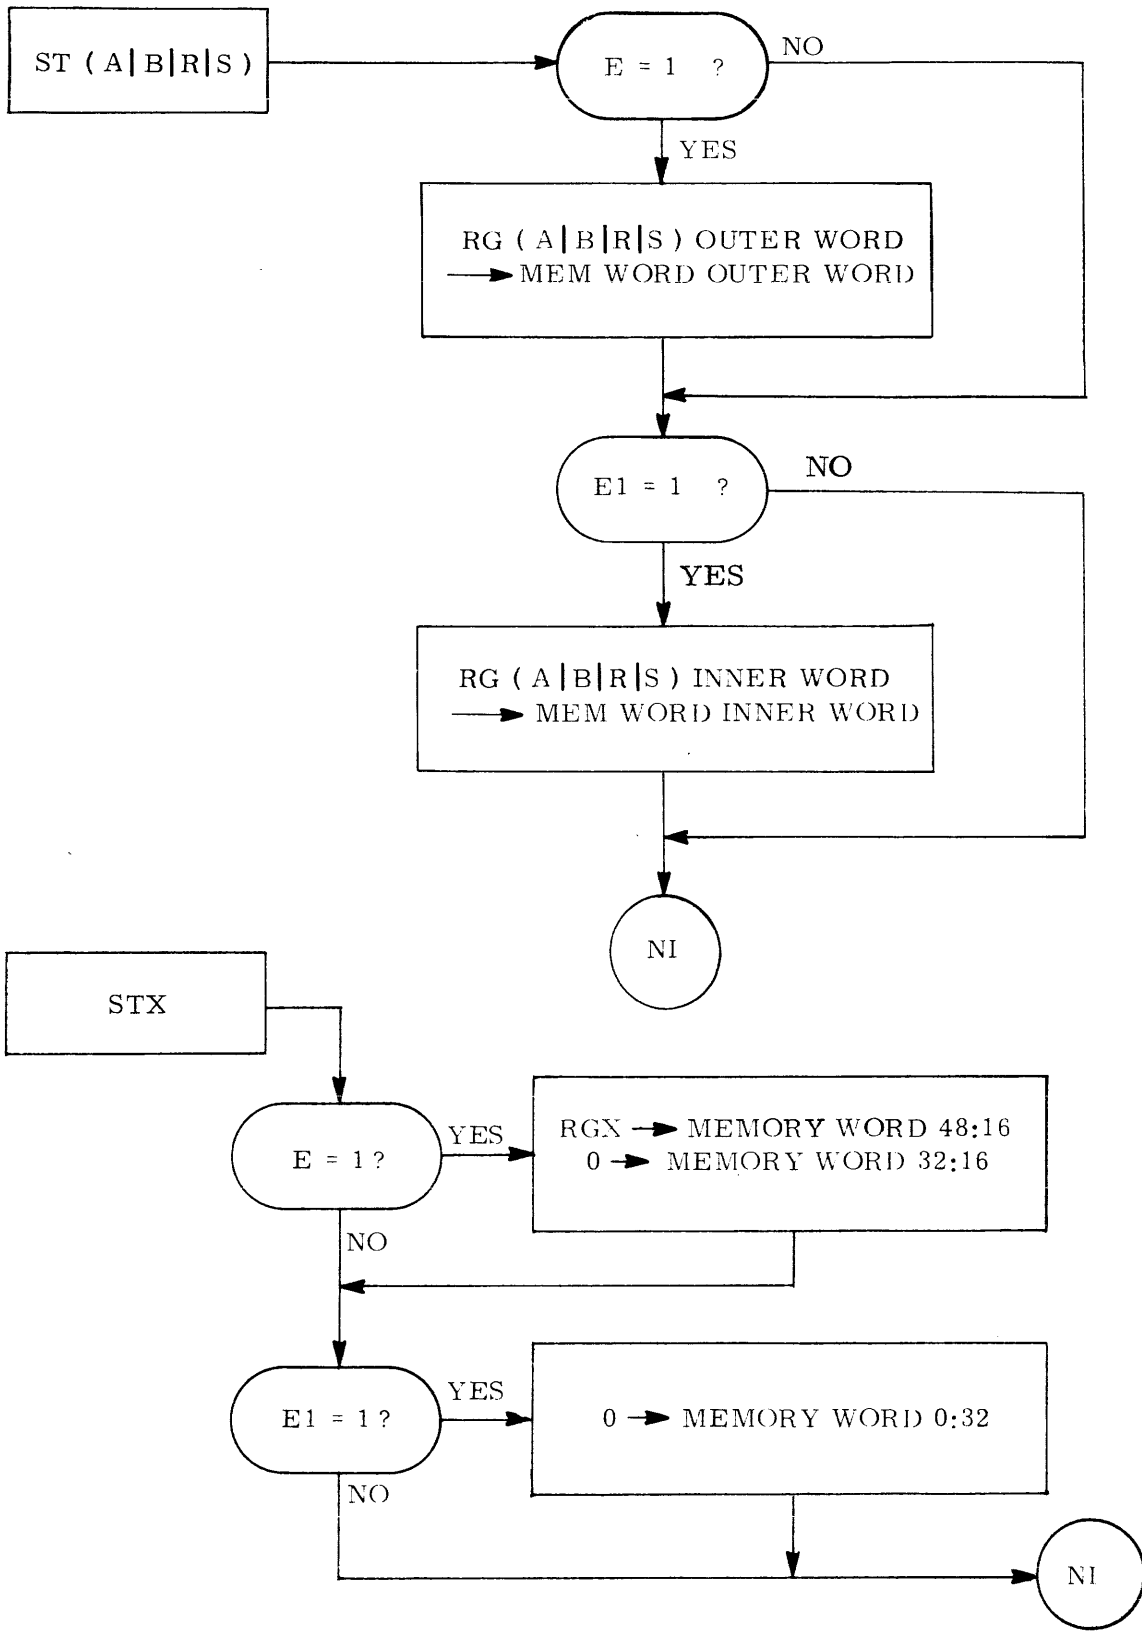 ST ( A|B|R|S )
E = 1 ?
NO
YES
RG ( A|B|R|S ) OUTER WORD
→ MEM WORD OUTER WORD
E1 = 1 ?
NO
YES
RG ( A|B|R|S ) INNER WORD
→ MEM WORD INNER WORD
NI
STX
E = 1 ?
YES
RGX → MEMORY WORD 48:16
0 → MEMORY WORD 32:16
NO
E1 = 1 ?
YES
0 → MEMORY WORD 0:32
NO
NI